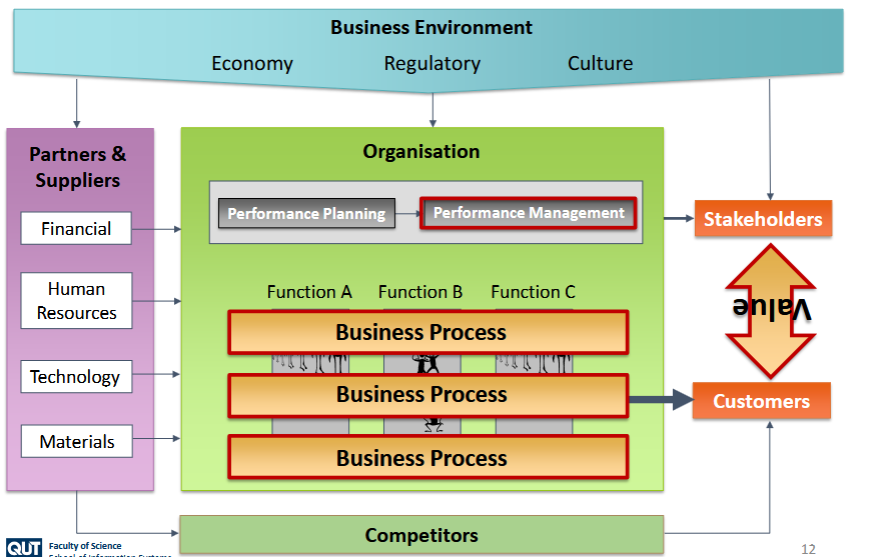 Business Environment
Economy Regulatory Culture
Partners &
Suppliers
Financial
Human
Resources
Technology
Materials
Organisation
Performance Planning Performance Management
Function A Function B Function C
Business Process
Business Process
Business Process
Stakeholders
Value
Customers
Competitors
QUT
Faculty of Science
School of Information Systems
12